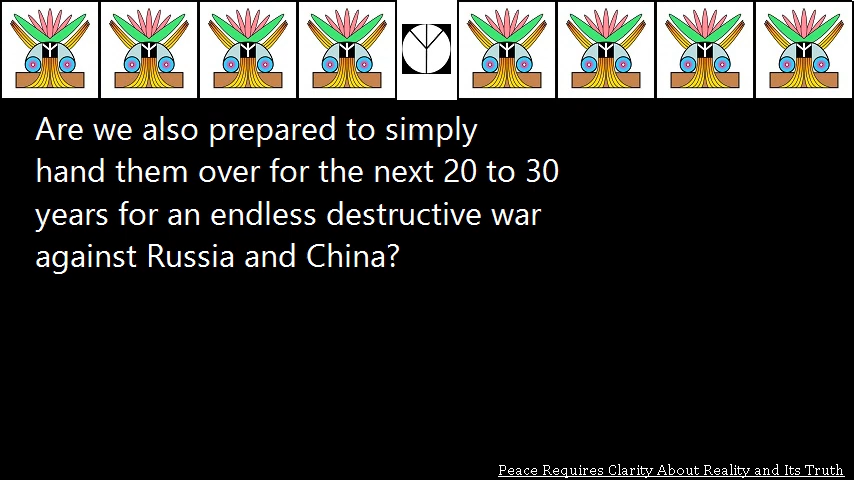 Are we also prepared to simply
hand them over for the next 20 to 30
years for an endless destructive war
against Russia and China?
Peace Requires Clarity About Reality and Its Truth